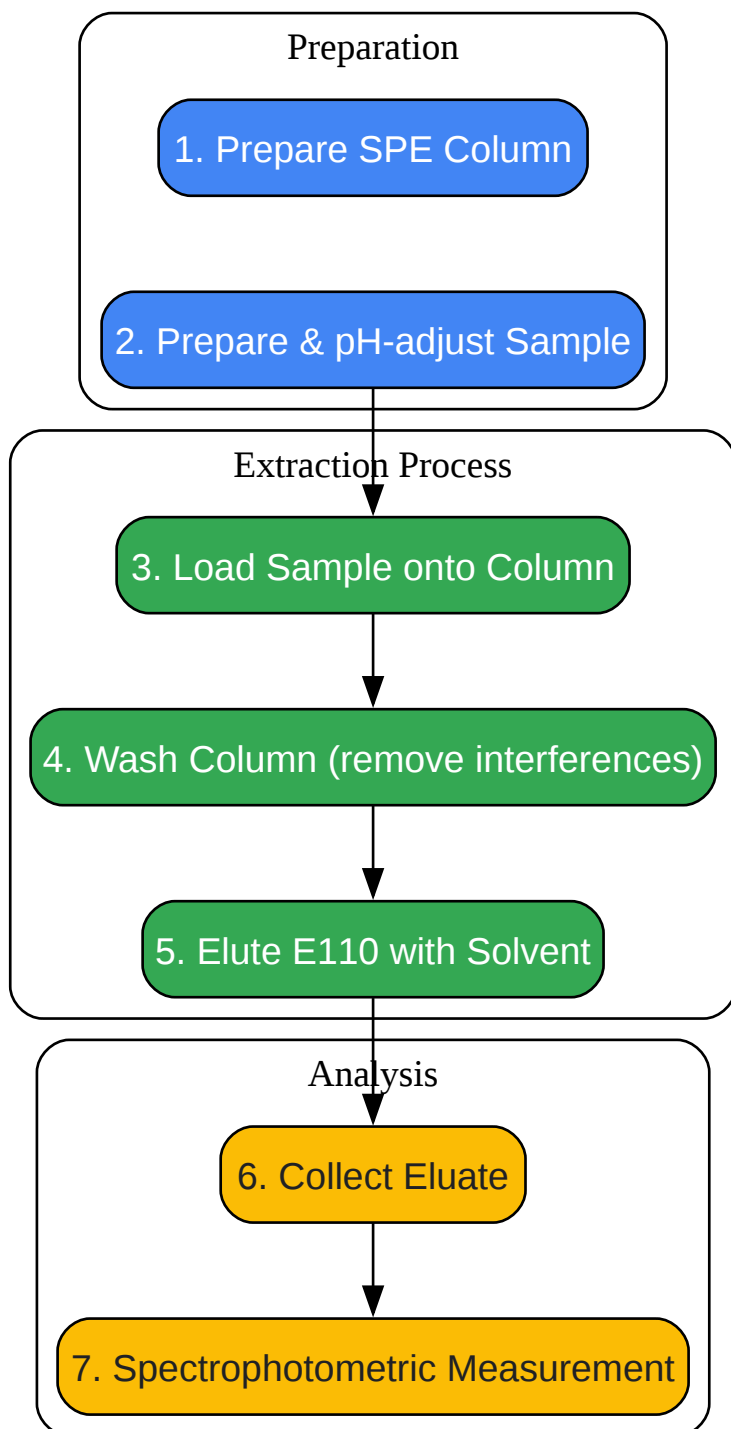 Preparation
1. Prepare SPE Column
2. Prepare & pH-adjust Sample
Extraction Process
3. Load Sample onto Column
4. Wash Column (remove interferences)
5. Elute E110 with Solvent
Analysis
6. Collect Eluate
7. Spectrophotometric Measurement